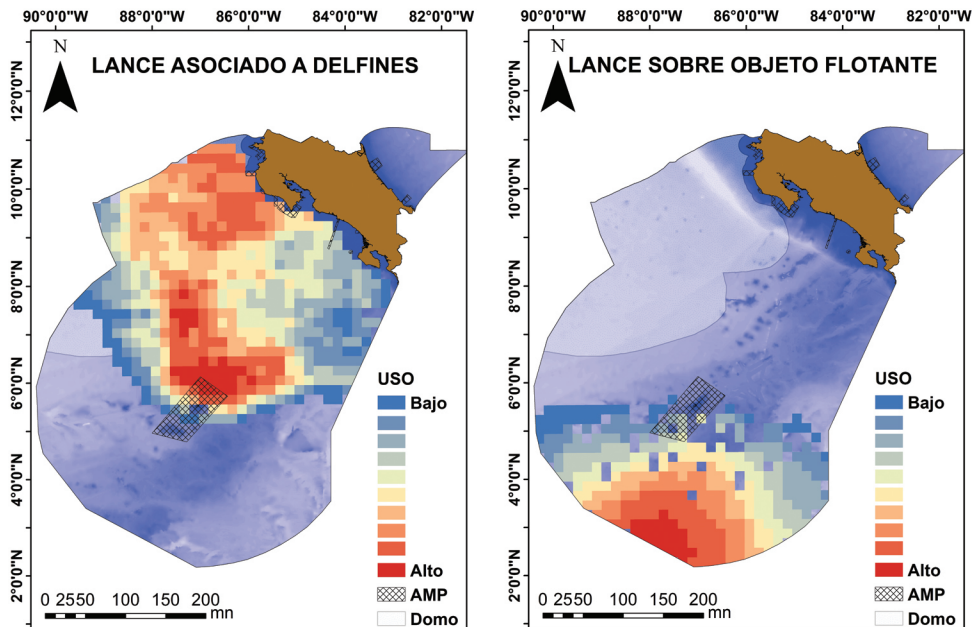 90°0'0"W 88°0'0"W 86°0'0"W 84°0'0"W 82°0'0"W
N
LANCE ASOCIADO A DELFINES
12°0'0"N
10°0'0"N
8°0'0"N
6°0'0"N
4°0'0"N
2°0'0"N
USO
Bajo
Alto
AMP
Domo
0 2550 100 150 200
mn
90°0'0"W 88°0'0"W 86°0'0"W 84°0'0"W 82°0'0"W
N
LANCE SOBRE OBJETO FLOTANTE
12°0'0"N
10°0'0"N
8°0'0"N
6°0'0"N
4°0'0"N
2°0'0"N
USO
Bajo
Alto
AMP
Domo
0 2550 100 150 200
mn